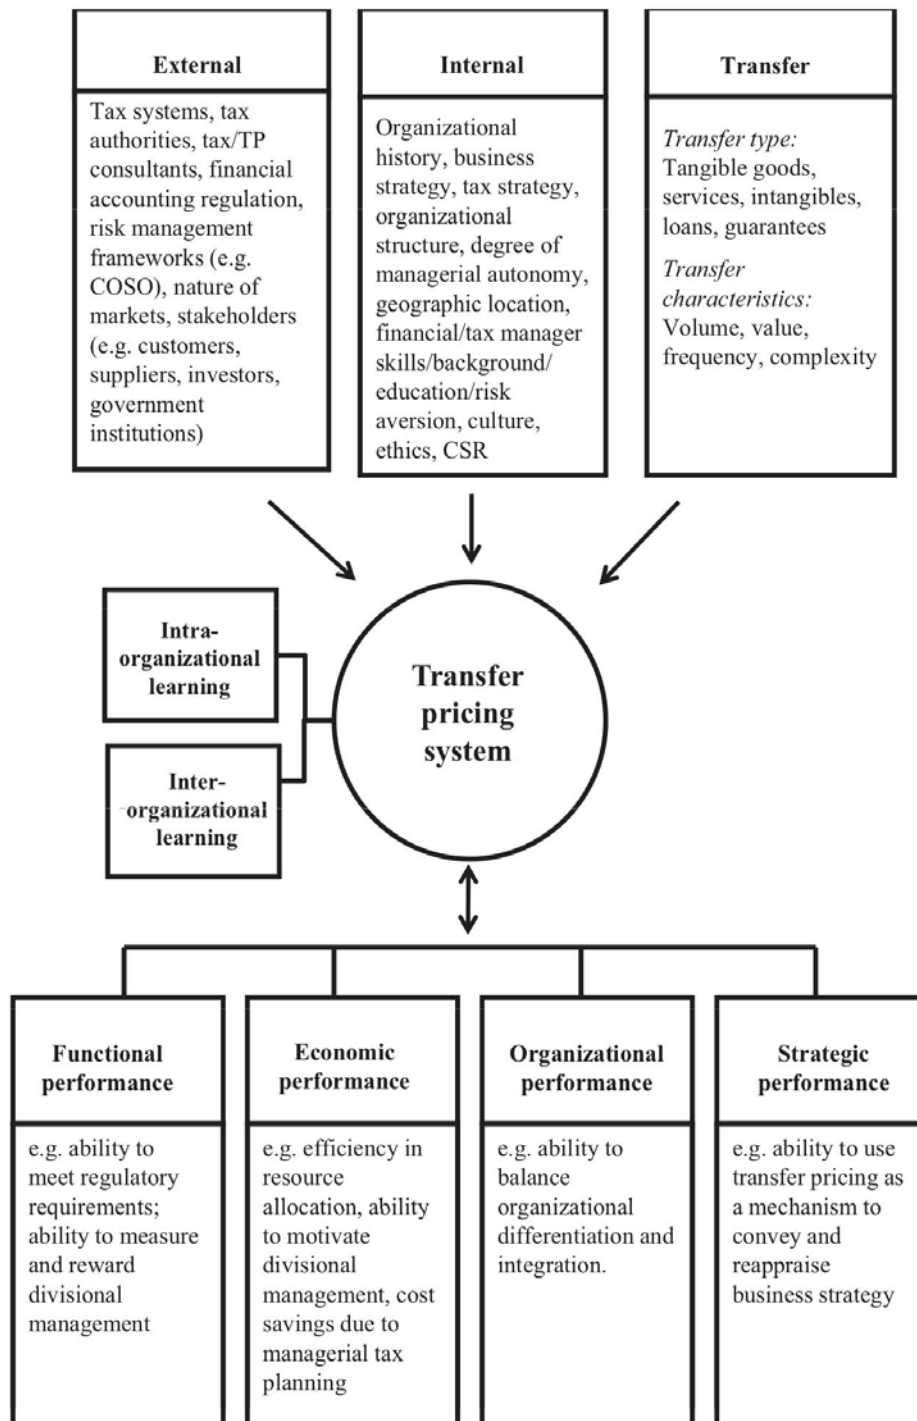 External
Tax systems, tax
authorities, tax/TP
consultants, financial
accounting regulation,
risk management
frameworks (e.g.
COSO), nature of
markets, stakeholders
(e.g. customers,
suppliers, investors,
government
institutions)
Internal
Organizational
history, business
strategy, tax strategy,
organizational
structure, degree of
managerial autonomy,
geographic location,
financial/tax manager
skills/background/
education/risk
aversion, culture,
ethics, CSR
Transfer
Transfer type:
Tangible goods,
services, intangibles,
loans, guarantees
Transfer
characteristics:
Volume, value,
frequency, complexity
Intra-
organizational
learning
Inter-
organizational
learning
Transfer
pricing
system
Functional
performance
e.g. ability to
meet regulatory
requirements;
ability to measure
and reward
divisional
management
Economic
performance
e.g. efficiency in
resource
allocation, ability
to motivate
divisional
management, cost
savings due to
managerial tax
planning
Organizational
performance
e.g. ability to
balance
organizational
differentiation and
integration.
Strategic
performance
e.g. ability to use
transfer pricing as
a mechanism to
convey and
reappraise
business strategy